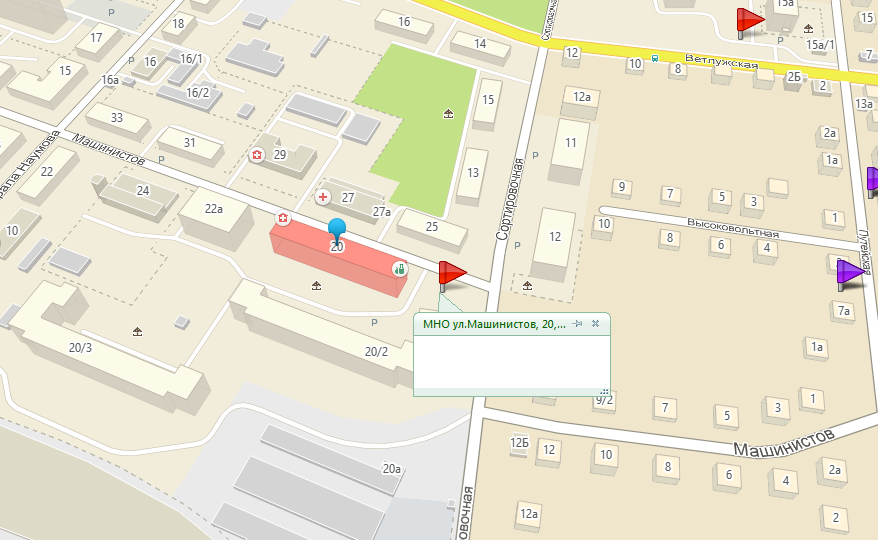 P
18
17
15
16а
16
16/1
16/2
P
33
31
Машинистов
22
24
22а
10
29
27
27а
25
20
20/3
20/2
P
20а
16
14
15
13
Сортировочная
P
11
12
P
12
12а
10
8
Ветлужская
2Б
2
15а
15а/1
P
15
7
13а
2а
1а
9
7
5
3
1
10
Высоковольтная
8
6
4
7а
1а
МНО ул.Машинистов, 20,...
9/2
7
5
3
1
Машинистов
12Б
12
10
8
6
4
2а
2
12а
овочная